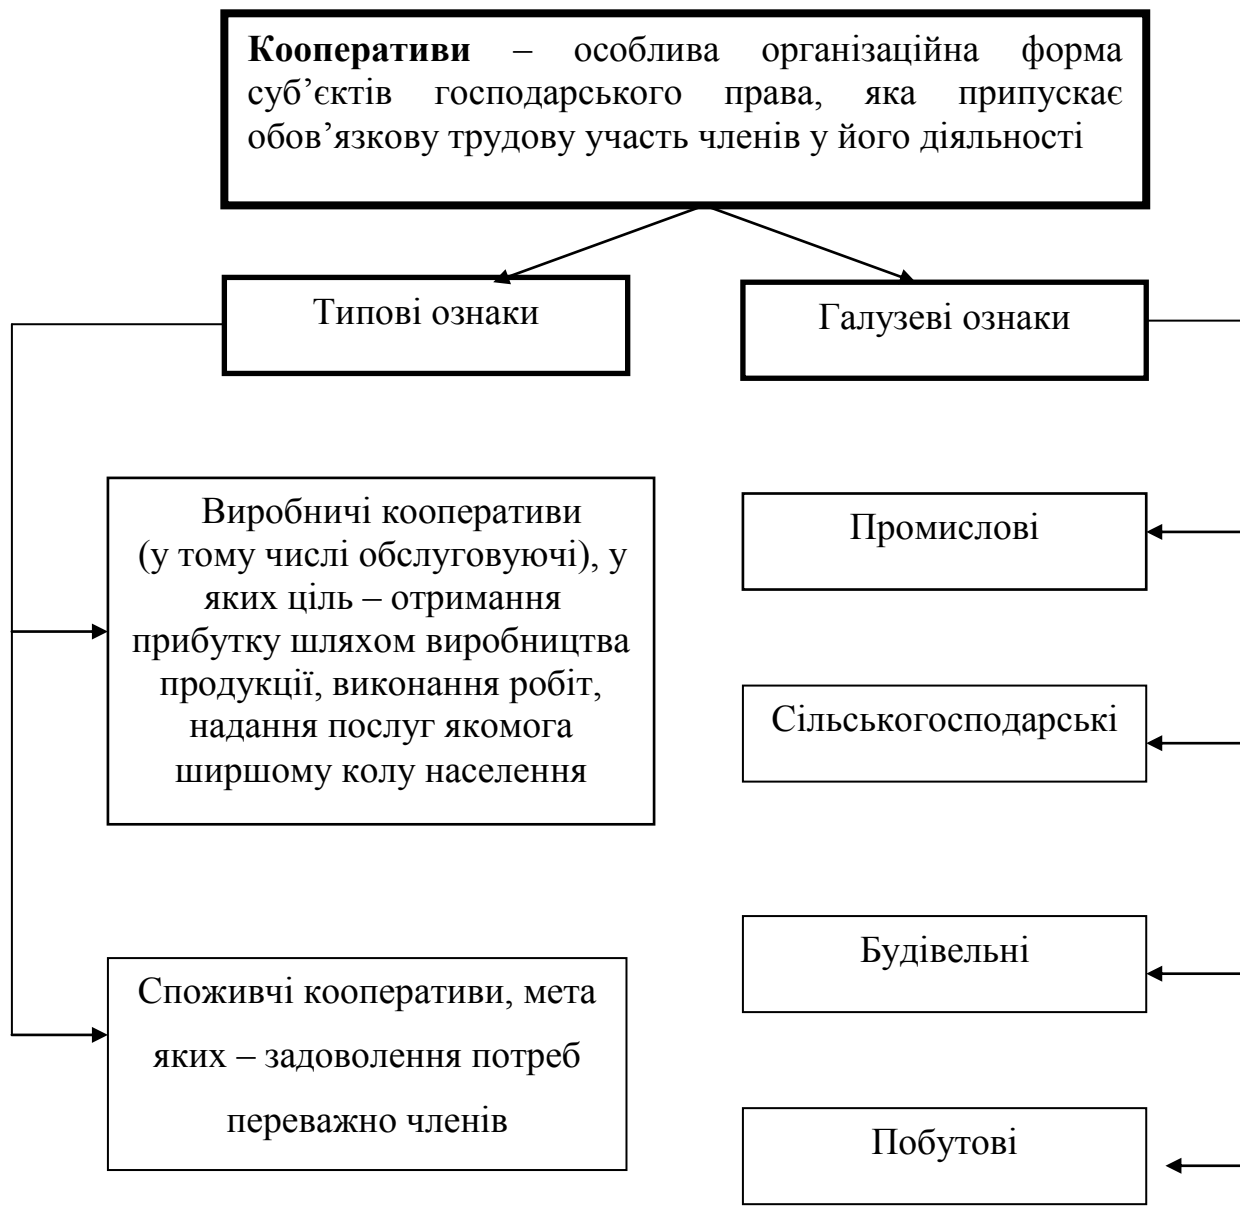 Кооперативи – особлива організаційна форма
суб’єктів господарського права, яка припускає
обов’язкову трудову участь членів у його діяльності
Типові ознаки
Галузеві ознаки
Виробничі кооперативи
(у тому числі обслуговуючі), у
яких ціль – отримання
прибутку шляхом виробництва
продукції, виконання робіт,
надання послуг якомога
ширшому колу населення
Споживчі кооперативи, мета
яких – задоволення потреб
переважно членів
Промислові
Сільськогосподарські
Будівельні
Побутові